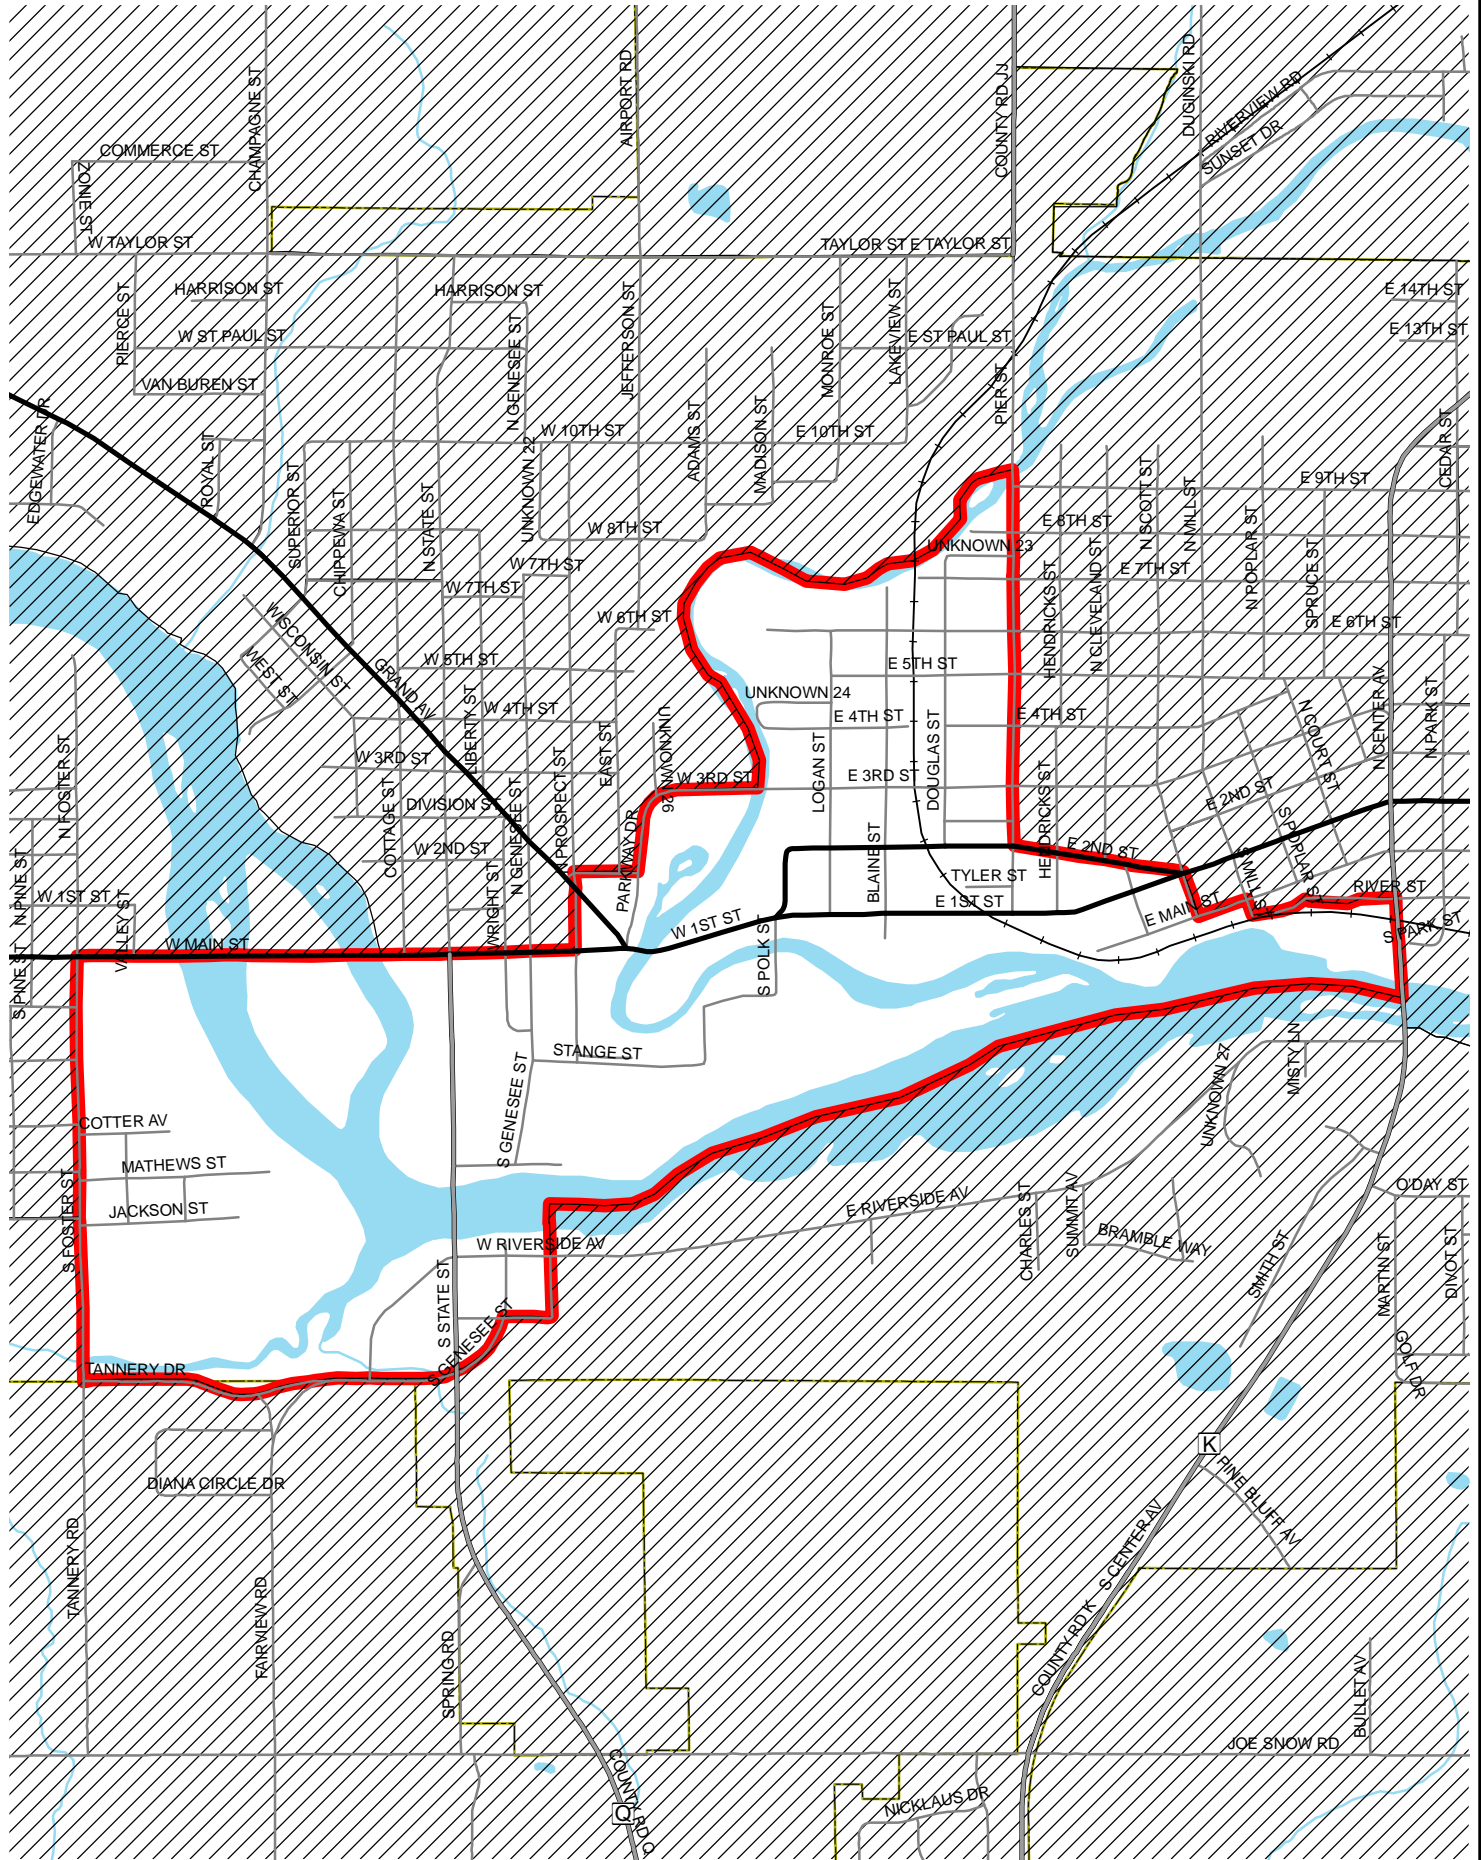 CHAMPAGNE ST
AIRPORT RD
COUNTY RD JJ
DUGINSKI RD
RIVERVIEW RD
SUNSET DR
COMMERCE ST
ZONIE ST
W TAYLOR ST
TAYLOR ST E TAYLOR ST
HARRISON ST
HARRISON ST
E 14TH ST
PIERCE ST
W ST PAUL ST
N GENESEE ST
JEFFERSON ST
MONROE ST
LAKEVIEW ST
E ST PAUL ST
E 13TH ST
VAN BUREN ST
PIER ST
EDGEWATER DR
ROYAL ST
W 10TH ST
ADAMS ST
MADISON ST
E 10TH ST
CEDAR ST
SUPERIOR ST
CHIPPEWA ST
N STATE ST
UNKNOWN 22
W 8TH ST
N SCOTT ST
N MILL ST
E 9TH ST
E 8TH ST
UNKNOWN 23
N ROPLAR ST
SPRUCE ST
W 7TH ST
W 7TH ST
E 7TH ST
HENDRICKS ST
N CLEVELAND ST
WISCONSIN ST
W 6TH ST
E 6TH ST
WEST ST
GRAND AV
W 5TH ST
E 5TH ST
UNKNOWN 24
W 4TH ST
E 4TH ST
E 4TH ST
LIBERTY ST
EAST ST
UNKNOWN 26
N COURT ST
N CENTER AV
N PARK ST
N FOSTER ST
W 3RD ST
W 3RD ST
E 3RD ST
LOGAN ST
DOUGLAS ST
DIVISION ST
E 2ND ST
COTTAGE ST
W 2ND ST
N GENESEE ST
N PROSPECT ST
PARKWAY DR
BLAINE ST
HENDRICKS ST
E 2ND ST
S MILL ST
S POPLAR ST
N PINE ST
W 1ST ST
VALLEY ST
WRIGHT ST
TYLER ST
E 1ST ST
RIVER ST
W 1ST ST
E MAIN ST
S PARK ST
W MAIN ST
S PINE ST
S POLK ST
STANGE ST
S GENESEE ST
UNKNOWN 27
MISTY LN
COTTER AV
MATHEWS ST
JACKSON ST
S FOSTER ST
W RIVERSIDE AV
E RIVERSIDE AV
CHARLES ST
SUMMIT AV
BRAMBLE WAY
SMITH ST
O'DAY ST
MARTIN ST
DIVOT ST
S STATE ST
S GENESEE ST
TANNERY DR
GOLF DR
K
DIANA CIRCLE DR
PINE BLUFF AV
TANNERY RD
FAIRVIEW RD
SPRING RD
S CENTER AV
COUNTY RD K
BULLET AV
JOE SNOW RD
COUNTY RD Q
Q
NICKLAUS DR